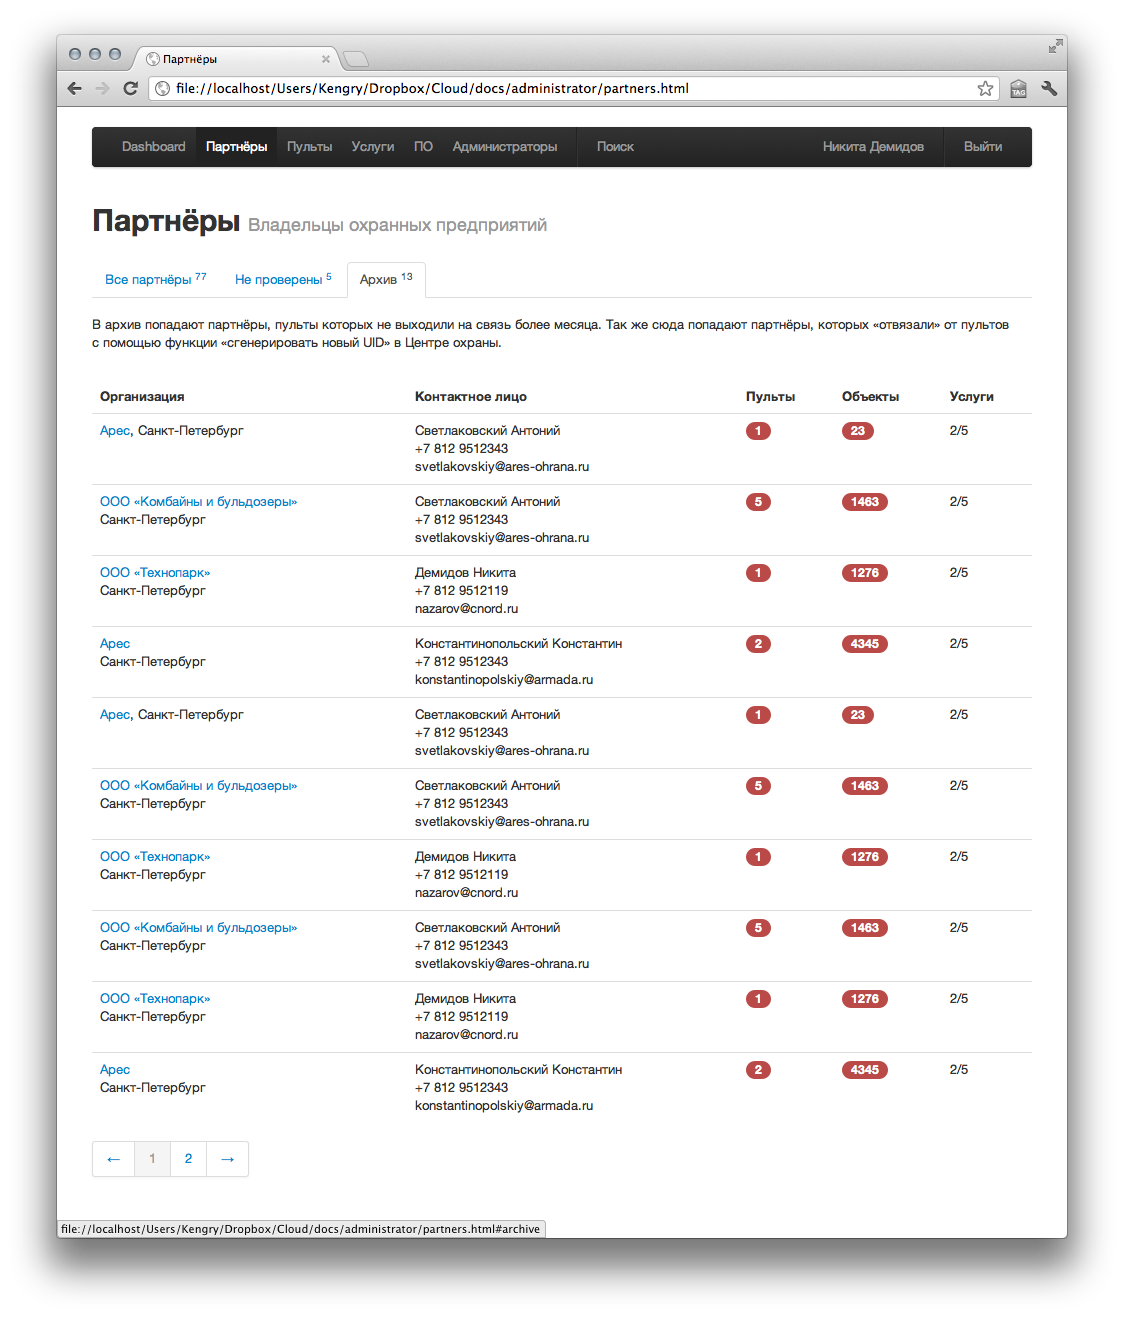 Партнёры
file://localhost/Users/Kengry/Dropbox/Cloud/docs/administrator/partners.html
TAG
Dashboard Партнёры Пульты Услуги ПО Администраторы Поиск Никита Демидов Выйти
Партнёры Владельцы охранных предприятий
Все партнёры 77 Не проверены 5 Архив 13
В архив попадают партнёры, пульты которых не выходили на связь более месяца. Так же сюда попадают партнёры, которых «отвязали» от пультов
с помощью функции «сгенерировать новый UID» в Центре охраны.
Организация Контактное лицо Пульты Объекты Услуги
Арес, Санкт-Петербург Светлаковский Антоний 1 23 2/5
+7 812 9512343
svetlakovskiy@ares-ohrana.ru
ООО «Комбайны и бульдозеры» Светлаковский Антоний 5 1463 2/5
Санкт-Петербург +7 812 9512343
svetlakovskiy@ares-ohrana.ru
ООО «Технопарк» Демидов Никита 1 1276 2/5
Санкт-Петербург +7 812 9512119
nazarov@cnord.ru
Арес Константинопольский Константин 2 4345 2/5
Санкт-Петербург +7 812 9512343
konstantinopolskiy@armada.ru
Арес, Санкт-Петербург Светлаковский Антоний 1 23 2/5
+7 812 9512343
svetlakovskiy@ares-ohrana.ru
ООО «Комбайны и бульдозеры» Светлаковский Антоний 5 1463 2/5
Санкт-Петербург +7 812 9512343
svetlakovskiy@ares-ohrana.ru
ООО «Технопарк» Демидов Никита 1 1276 2/5
Санкт-Петербург +7 812 9512119
nazarov@cnord.ru
ООО «Комбайны и бульдозеры» Светлаковский Антоний 5 1463 2/5
Санкт-Петербург +7 812 9512343
svetlakovskiy@ares-ohrana.ru
ООО «Технопарк» Демидов Никита 1 1276 2/5
Санкт-Петербург +7 812 9512119
nazarov@cnord.ru
Арес Константинопольский Константин 2 4345 2/5
Санкт-Петербург +7 812 9512343
konstantinopolskiy@armada.ru
← 1 2 →
file://localhost/Users/Kengry/Dropbox/Cloud/docs/administrator/partners.html#archive